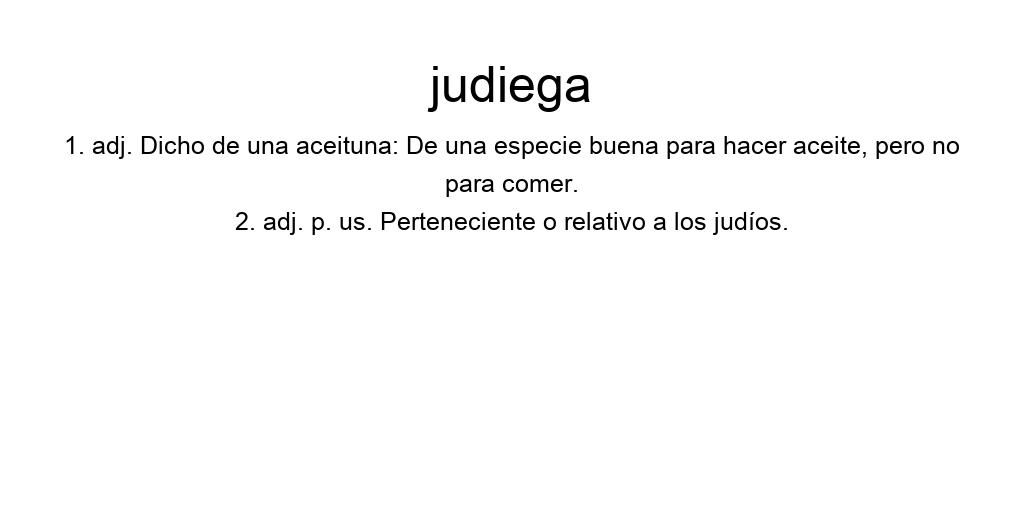 judiega
1. adj. Dicho de una aceituna: De una especie buena para hacer aceite, pero no
para comer.
2. adj. p. us. Perteneciente o relativo a los judíos.